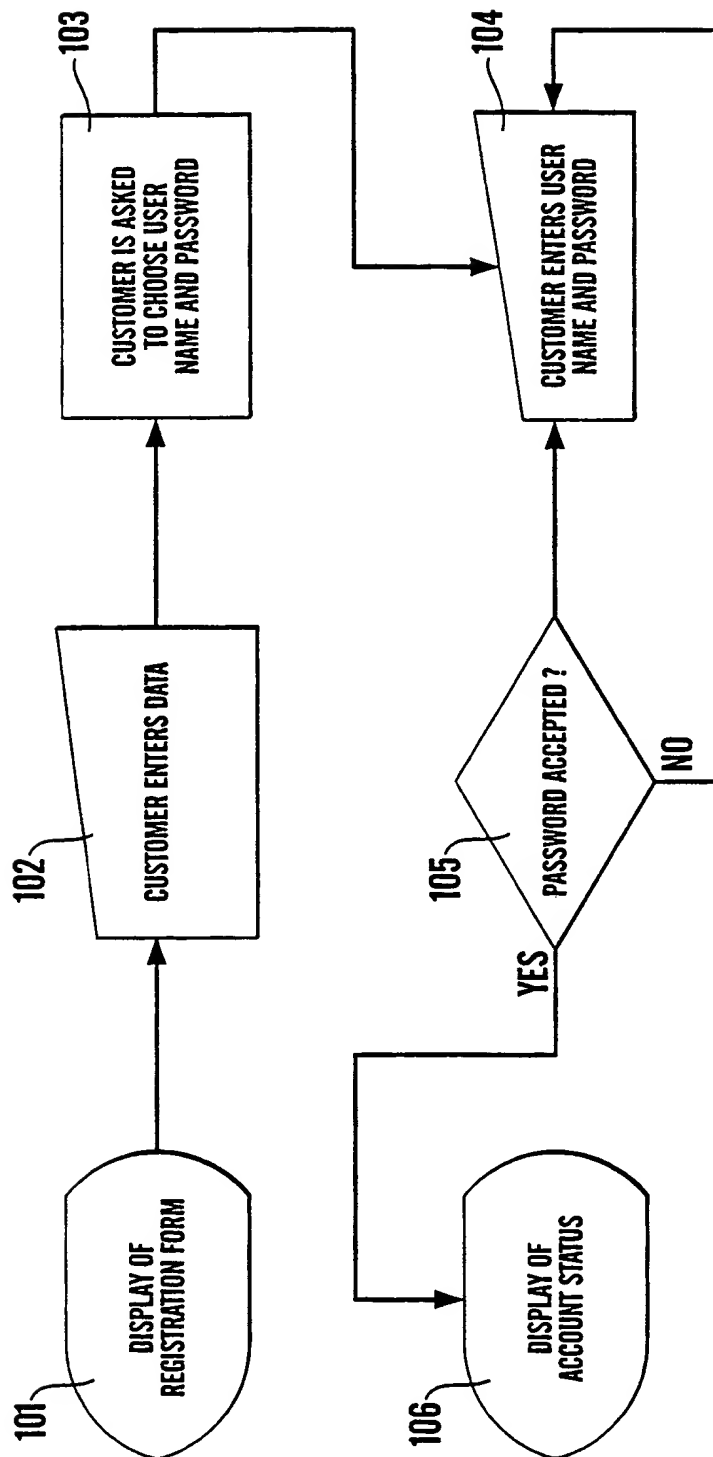 101
DISPLAY OF
REGISTRATION FORM
102
CUSTOMER ENTERS DATA
103
CUSTOMER IS ASKED
TO CHOOSE USER
NAME AND PASSWORD
104
CUSTOMER ENTERS USER
NAME AND PASSWORD
105
PASSWORD ACCEPTED ?
YES
NO
106
DISPLAY OF
ACCOUNT STATUS